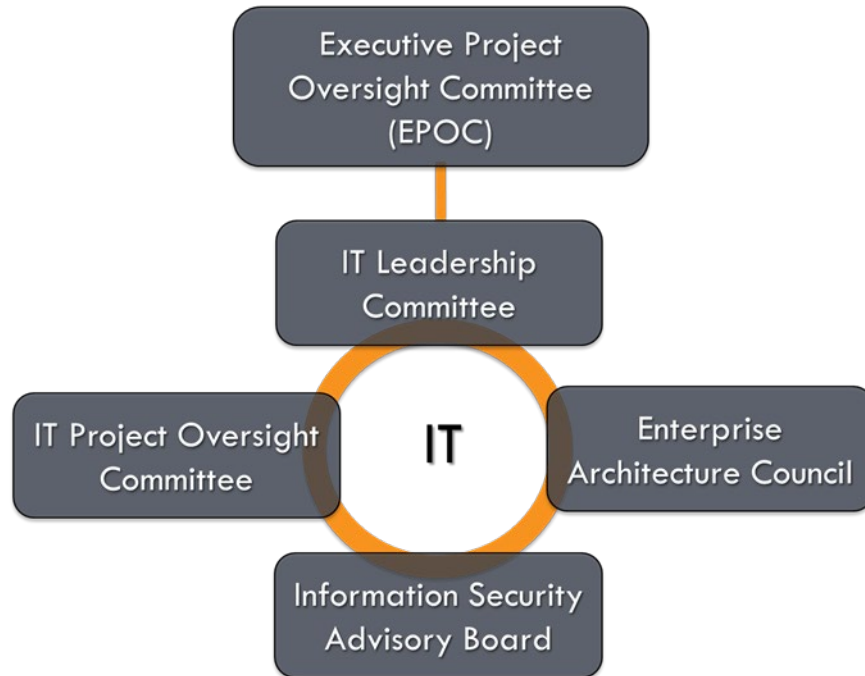 Executive Project
Oversight Committee
(EPOC)
IT Leadership
Committee
IT Project Oversight
Committee
IT
Enterprise
Architecture Council
Information Security
Advisory Board